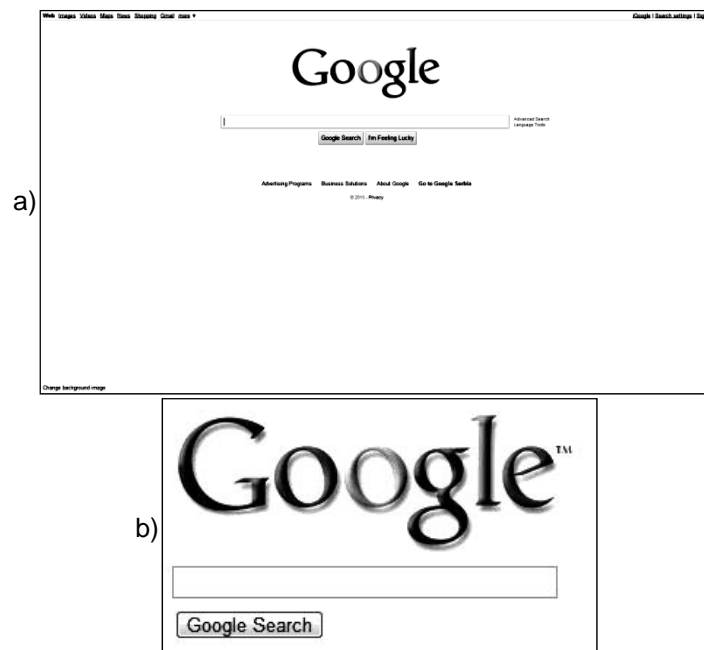 Web Images Videos Maps News Shopping Gmail more ▼
iGoogle | Search settings | Sig
Google
Advanced Search
Language Tools
Google Search I'm Feeling Lucky
Advertising Programs Business Solutions About Google Go to Google Serbia
© 2010 - Privacy
a)
Change background image
Google™
b)
Google Search